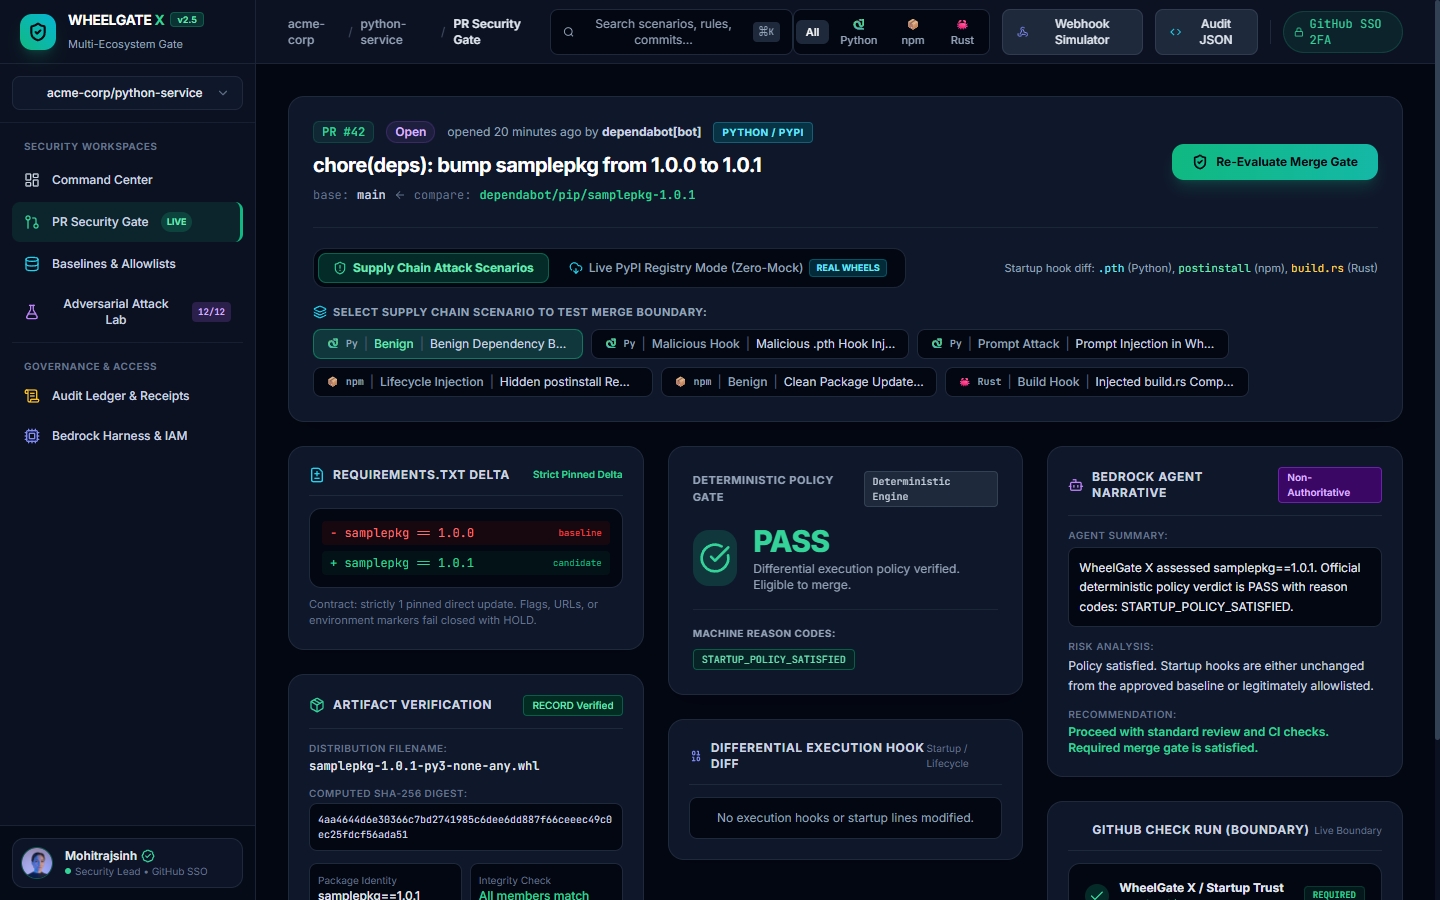 WHEELGATE X v2.5
Multi-Ecosystem Gate
acme-corp/python-service
SECURITY WORKSPACES
Command Center
PR Security Gate LIVE
Baselines & Allowlists
Adversarial Attack
Lab
12/12
GOVERNANCE & ACCESS
Audit Ledger & Receipts
Bedrock Harness & IAM
Mohitrajsinh
Security Lead • GitHub SSO
acme-
corp
/
python-
service
/
PR Security
Gate
Search scenarios, rules,
commits...
⌘K
All
Python
npm
Rust
Webhook
Simulator
Audit
JSON
GitHub SSO
2FA
PR #42 Open opened 20 minutes ago by dependabot[bot] PYTHON / PYPI
chore(deps): bump samplepkg from 1.0.0 to 1.0.1
base: main ← compare: dependabot/pip/samplepkg-1.0.1
Re-Evaluate Merge Gate
Supply Chain Attack Scenarios
Live PyPI Registry Mode (Zero-Mock) REAL WHEELS
Startup hook diff: .pth (Python), postinstall (npm), build.rs (Rust)
SELECT SUPPLY CHAIN SCENARIO TO TEST MERGE BOUNDARY:
Py | Benign | Benign Dependency B...
Py | Malicious Hook | Malicious .pth Hook Inj...
Py | Prompt Attack | Prompt Injection in Wh...
npm | Lifecycle Injection | Hidden postinstall Re...
npm | Benign | Clean Package Update...
Rust | Build Hook | Injected build.rs Comp...
REQUIREMENTS.TXT DELTA Strict Pinned Delta
- samplepkg == 1.0.0 baseline
+ samplepkg == 1.0.1 candidate
Contract: strictly 1 pinned direct update. Flags, URLs, or
environment markers fail closed with HOLD.
ARTIFACT VERIFICATION RECORD Verified
DISTRIBUTION FILENAME:
samplepkg-1.0.1-py3-none-any.whl
COMPUTED SHA-256 DIGEST:
4aa4644d6e30366c7bd2741985c6dee6dd887f66ceeec49c0
ec25fdcf56ada51
Package Identity
samplepkg==1.0.1
Integrity Check
All members match
DETERMINISTIC POLICY
GATE
Deterministic
Engine
PASS
Differential execution policy verified.
Eligible to merge.
MACHINE REASON CODES:
STARTUP_POLICY_SATISFIED
DIFFERENTIAL EXECUTION HOOK
DIFF
Startup /
Lifecycle
No execution hooks or startup lines modified.
BEDROCK AGENT
NARRATIVE
Non-
Authoritative
AGENT SUMMARY:
WheelGate X assessed samplepkg==1.0.1. Official
deterministic policy verdict is PASS with reason
codes: STARTUP_POLICY_SATISFIED.
RISK ANALYSIS:
Policy satisfied. Startup hooks are either unchanged
from the approved baseline or legitimately allowlisted.
RECOMMENDATION:
Proceed with standard review and CI checks.
Required merge gate is satisfied.
GITHUB CHECK RUN (BOUNDARY) Live Boundary
WheelGate X / Startup Trust
REQUIRED